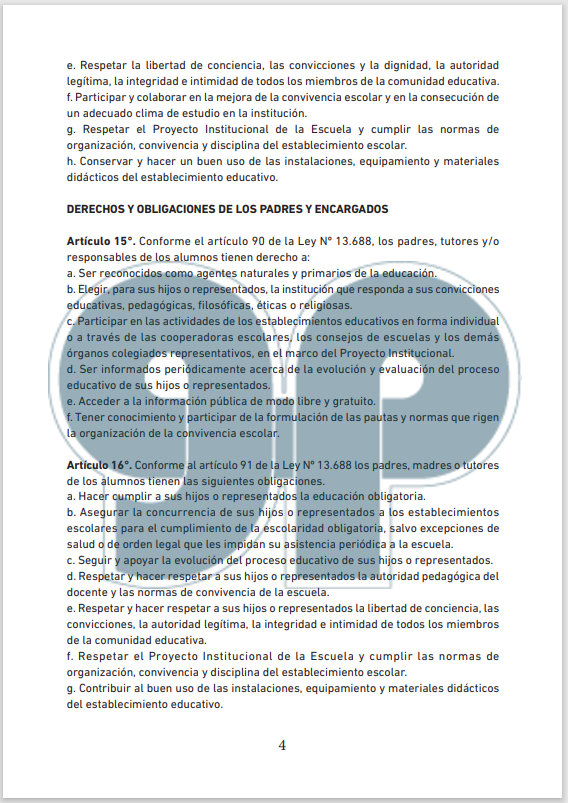 e. Respetar la libertad de conciencia, las convicciones y la dignidad, la autoridad
legítima, la integridad e intimidad de todos los miembros de la comunidad educativa.
f. Participar y colaborar en la mejora de la convivencia escolar y en la consecución de
un adecuado clima de estudio en la institución.
g. Respetar el Proyecto Institucional de la Escuela y cumplir las normas de
organización, convivencia y disciplina del establecimiento escolar.
h. Conservar y hacer un buen uso de las instalaciones, equipamiento y materiales
didácticos del establecimiento educativo.
DERECHOS Y OBLIGACIONES DE LOS PADRES Y ENCARGADOS
Artículo 15°. Conforme el artículo 90 de la Ley Nº 13.688, los padres, tutores y/o
responsables de los alumnos tienen derecho a:
a. Ser reconocidos como agentes naturales y primarios de la educación.
b. Elegir, para sus hijos o representados, la institución que responda a sus convicciones
educativas, pedagógicas, filosóficas, éticas o religiosas.
c. Participar en las actividades de los establecimientos educativos en forma individual
o a través de las cooperadoras escolares, los consejos de escuelas y los demás
órganos colegiados representativos, en el marco del Proyecto Institucional.
d. Ser informados periódicamente acerca de la evolución y evaluación del proceso
educativo de sus hijos o representados.
e. Acceder a la información pública de modo libre y gratuito.
f. Tener conocimiento y participar de la formulación de las pautas y normas que rigen
la organización de la convivencia escolar.
Artículo 16°. Conforme al artículo 91 de la Ley Nº 13.688 los padres, madres o tutores
de los alumnos tienen las siguientes obligaciones.
a. Hacer cumplir a sus hijos o representados la educación obligatoria.
b. Asegurar la concurrencia de sus hijos o representados a los establecimientos
escolares para el cumplimiento de la escolaridad obligatoria, salvo excepciones de
salud o de orden legal que les impidan su asistencia periódica a la escuela.
c. Seguir y apoyar la evolución del proceso educativo de sus hijos o representados.
d. Respetar y hacer respetar a sus hijos o representados la autoridad pedagógica del
docente y las normas de convivencia de la escuela.
e. Respetar y hacer respetar a sus hijos o representados la libertad de conciencia, las
convicciones, la autoridad legítima, la integridad e intimidad de todos los miembros
de la comunidad educativa.
f. Respetar el Proyecto Institucional de la Escuela y cumplir las normas de
organización, convivencia y disciplina del establecimiento escolar.
g. Contribuir al buen uso de las instalaciones, equipamiento y materiales didácticos
del establecimiento educativo.
4